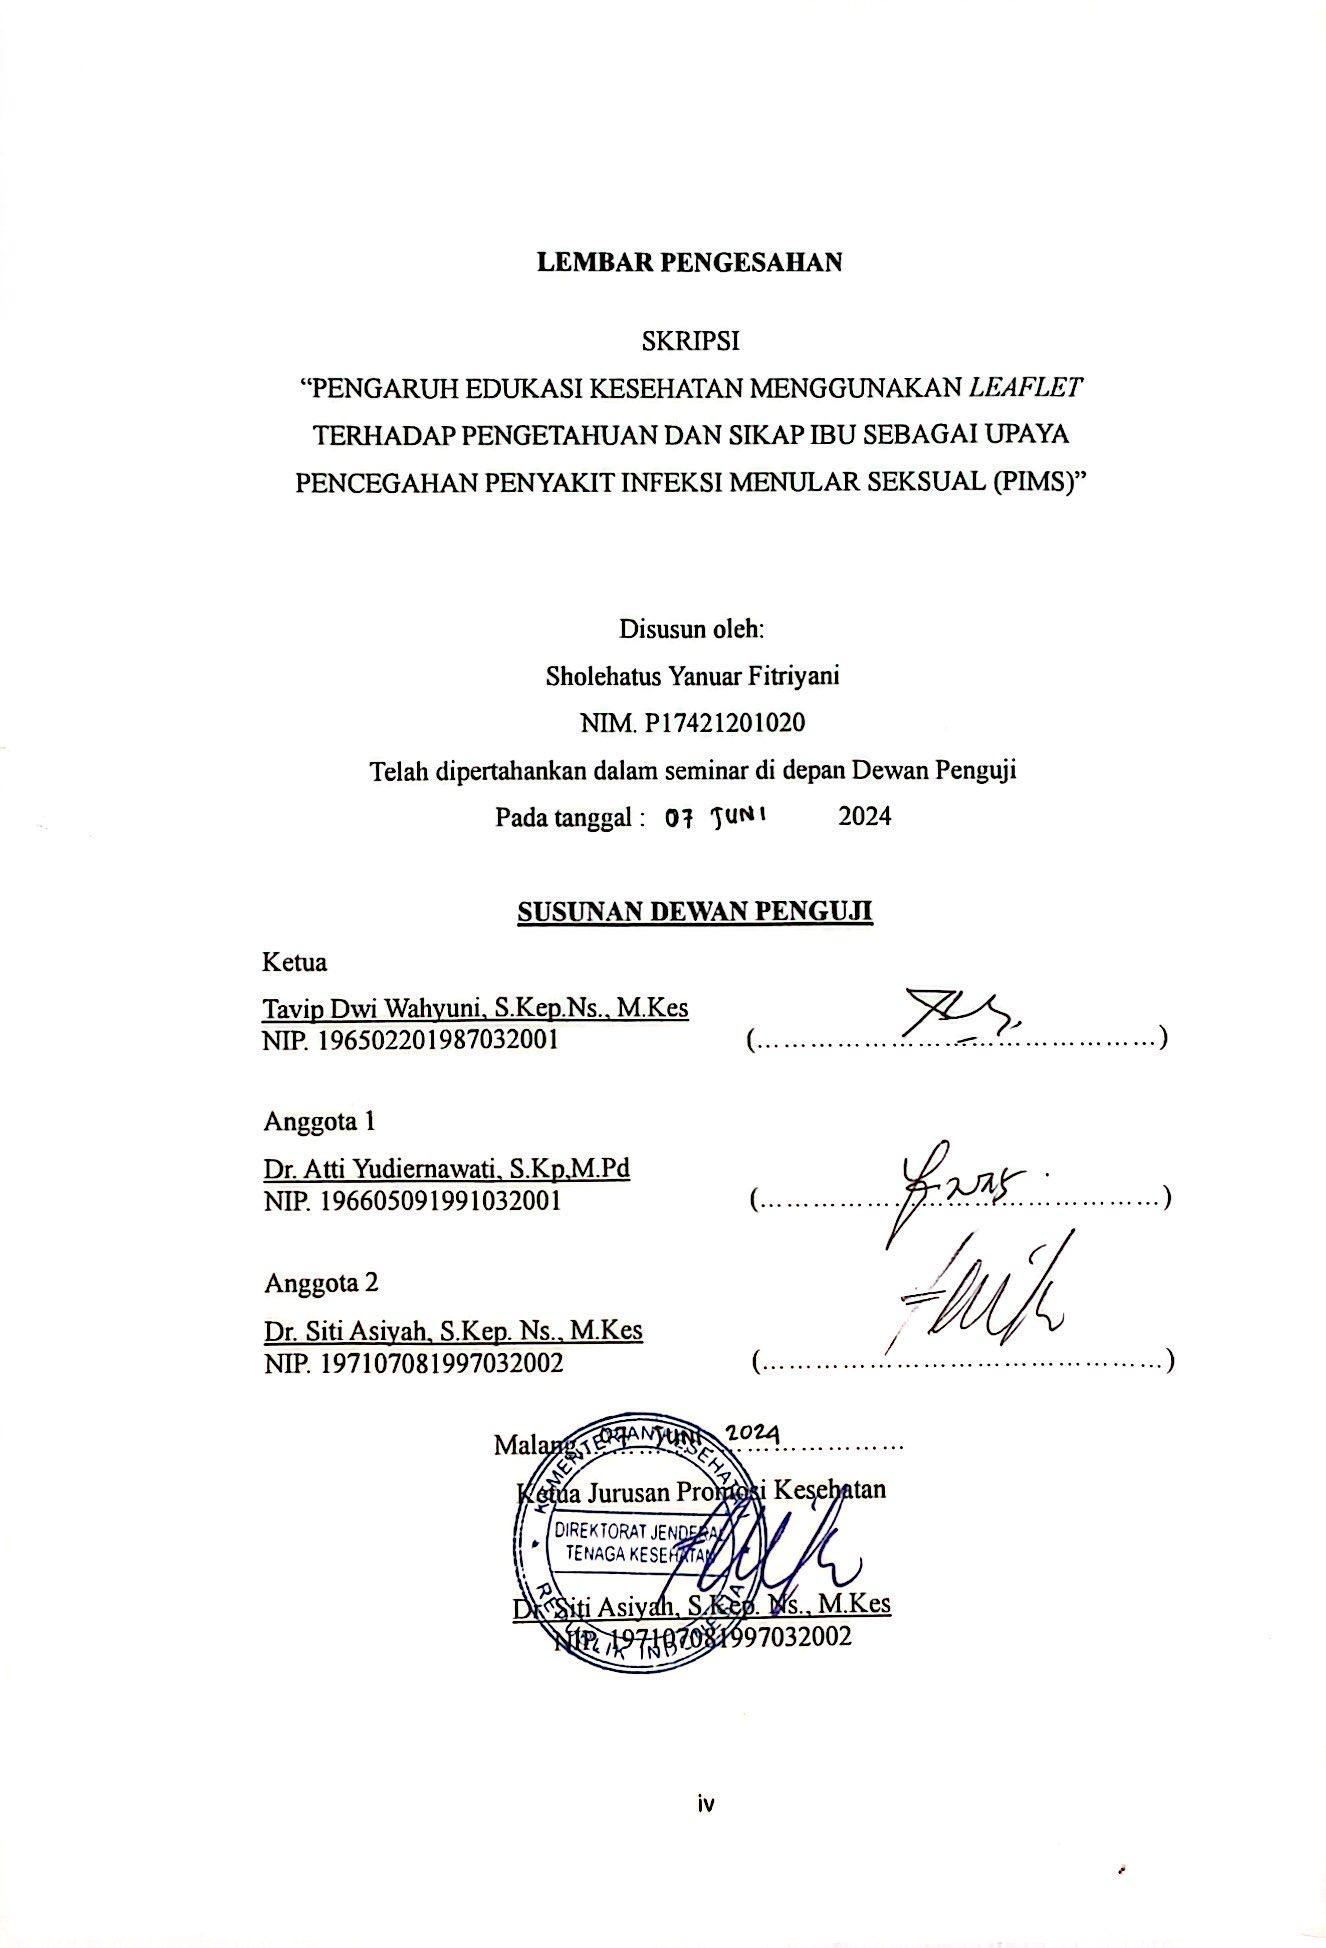 LEMBAR PENGESAHAN
SKRIPSI
“PENGARUH EDUKASI KESEHATAN MENGGUNAKAN LEAFLET
TERHADAP PENGETAHUAN DAN SIKAP IBU SEBAGAI UPAYA
PENCEGAHAN PENYAKIT INFEKSI MENULAR SEKSUAL (PIMS)”
Disusun oleh:
Sholehatus Yanuar Fitriyani
NIM. P17421201020
Telah dipertahankan dalam seminar di depan Dewan Penguji
Pada tanggal : 07 JUNI 2024
SUSUNAN DEWAN PENGUJI
Ketua
Tavip Dwi Wahyuni, S.Kep.Ns., M.Kes
NIP. 196502201987032001 (............................................)
Anggota 1
Dr. Atti Yudiernawati, S.Kp,M.Pd
NIP. 196605091991032001 (............................................)
Anggota 2
Dr. Siti Asiyah, S.Kep. Ns., M.Kes
NIP. 197107081997032002 (............................................)
Malang, 07 JUNI 2024
KEMENTERIAN KESEHATAN
Ketua Jurusan Promosi Kesehatan
DIREKTORAT JENDERAL
TENAGA KESEHATAN
REPUBLIK INDONESIA
Dr. Siti Asiyah, S.Kep. Ns., M.Kes
NIP. 197107081997032002
iv